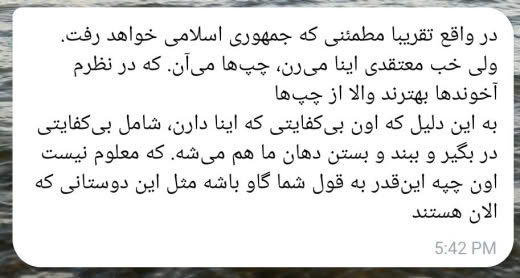 در واقع تقریبا مطمئنی که جمهوری اسلامی خواهد رفت.
ولی خب معتقدی اینا می‌رن، چپ‌ها می‌آن. که در نظرم
آخوندها بهترند والا از چپ‌ها
به این دلیل که اون بی‌کفایتی که اینا دارن، شامل بی‌کفایتی
در بگیر و ببند و بستن دهان ما هم می‌شه. که معلوم نیست
اون چپه این‌قدر به قول شما گاو باشه مثل این دوستانی که
الان هستند
5:42 PM